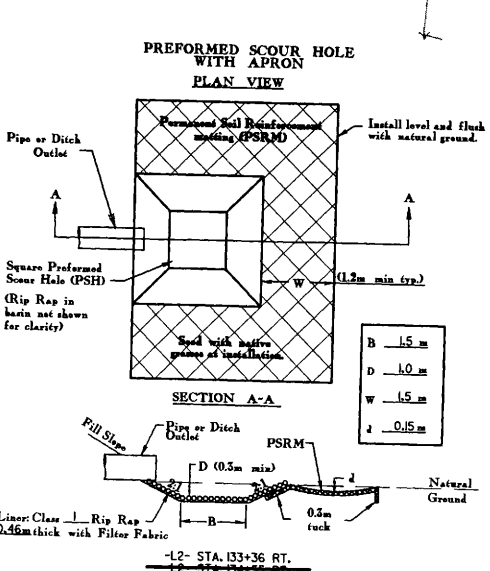 PREFORMED SCOUR HOLE
WITH APRON
PLAN VIEW
Permanent Soil Reinforcement
matting (PSRM)
Install level and flush
with natural ground.
Pipe or Ditch
Outlet
A
A
Square Preformed
Scour Hole (PSH)
(Rip Rap in
basin not shown
for clarity)
W
(1.2m min typ.)
Seed with native
grasses at installation.
B 1.5 m
D 1.0 m
W 1.5 m
d 0.15 m
SECTION A-A
Fill Slope
Pipe or Ditch
Outlet
PSRM
D (0.3m min)
d
2:1
Natural
Ground
B
0.3m
tuck
Liner: Class 1 Rip Rap
0.46m thick with Filter Fabric
-L2- STA. 133+36 RT.